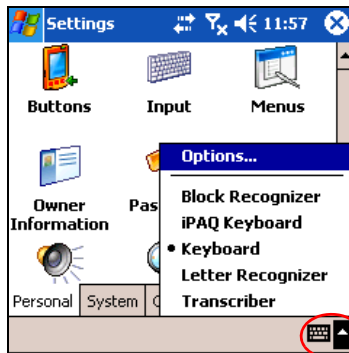 Settings 11:57
Buttons Input Menus
Options...
Owner
Information
Pas
Block Recognizer
iPAQ Keyboard
• Keyboard
Letter Recognizer
Transcriber
Personal System